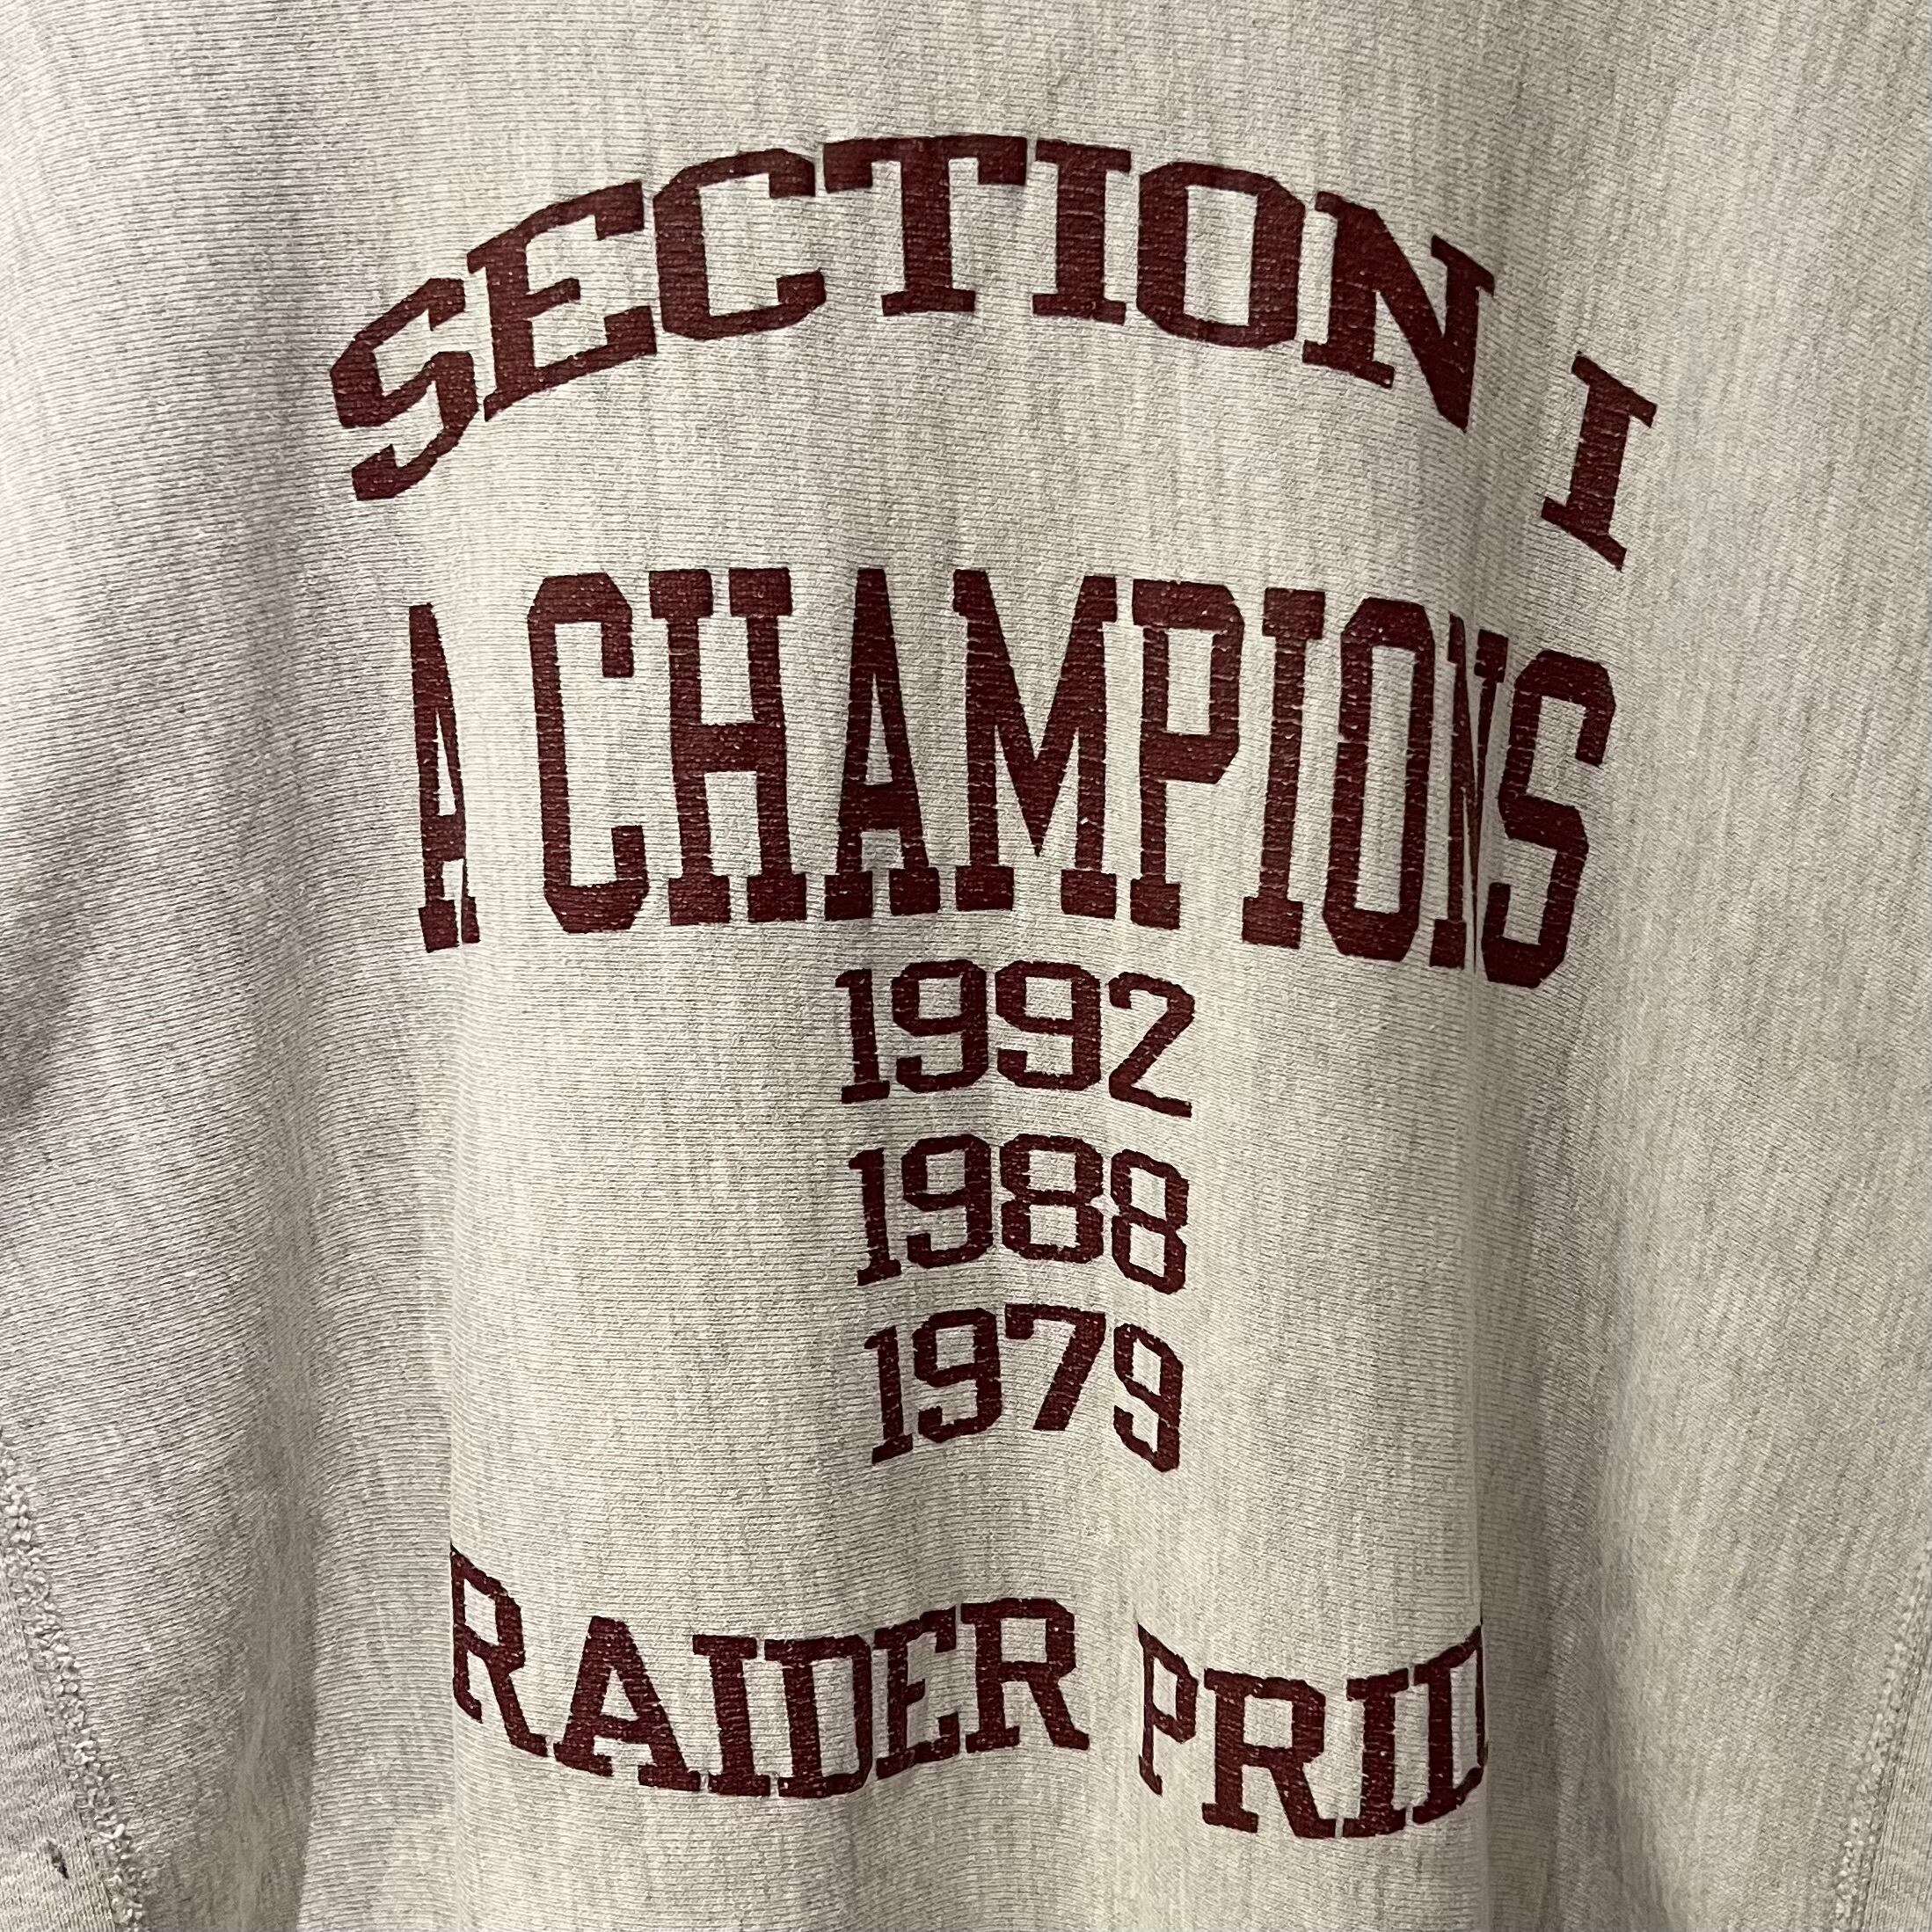 SECTION I
A CHAMPIONS
1992
1988
1979
RAIDER PRID